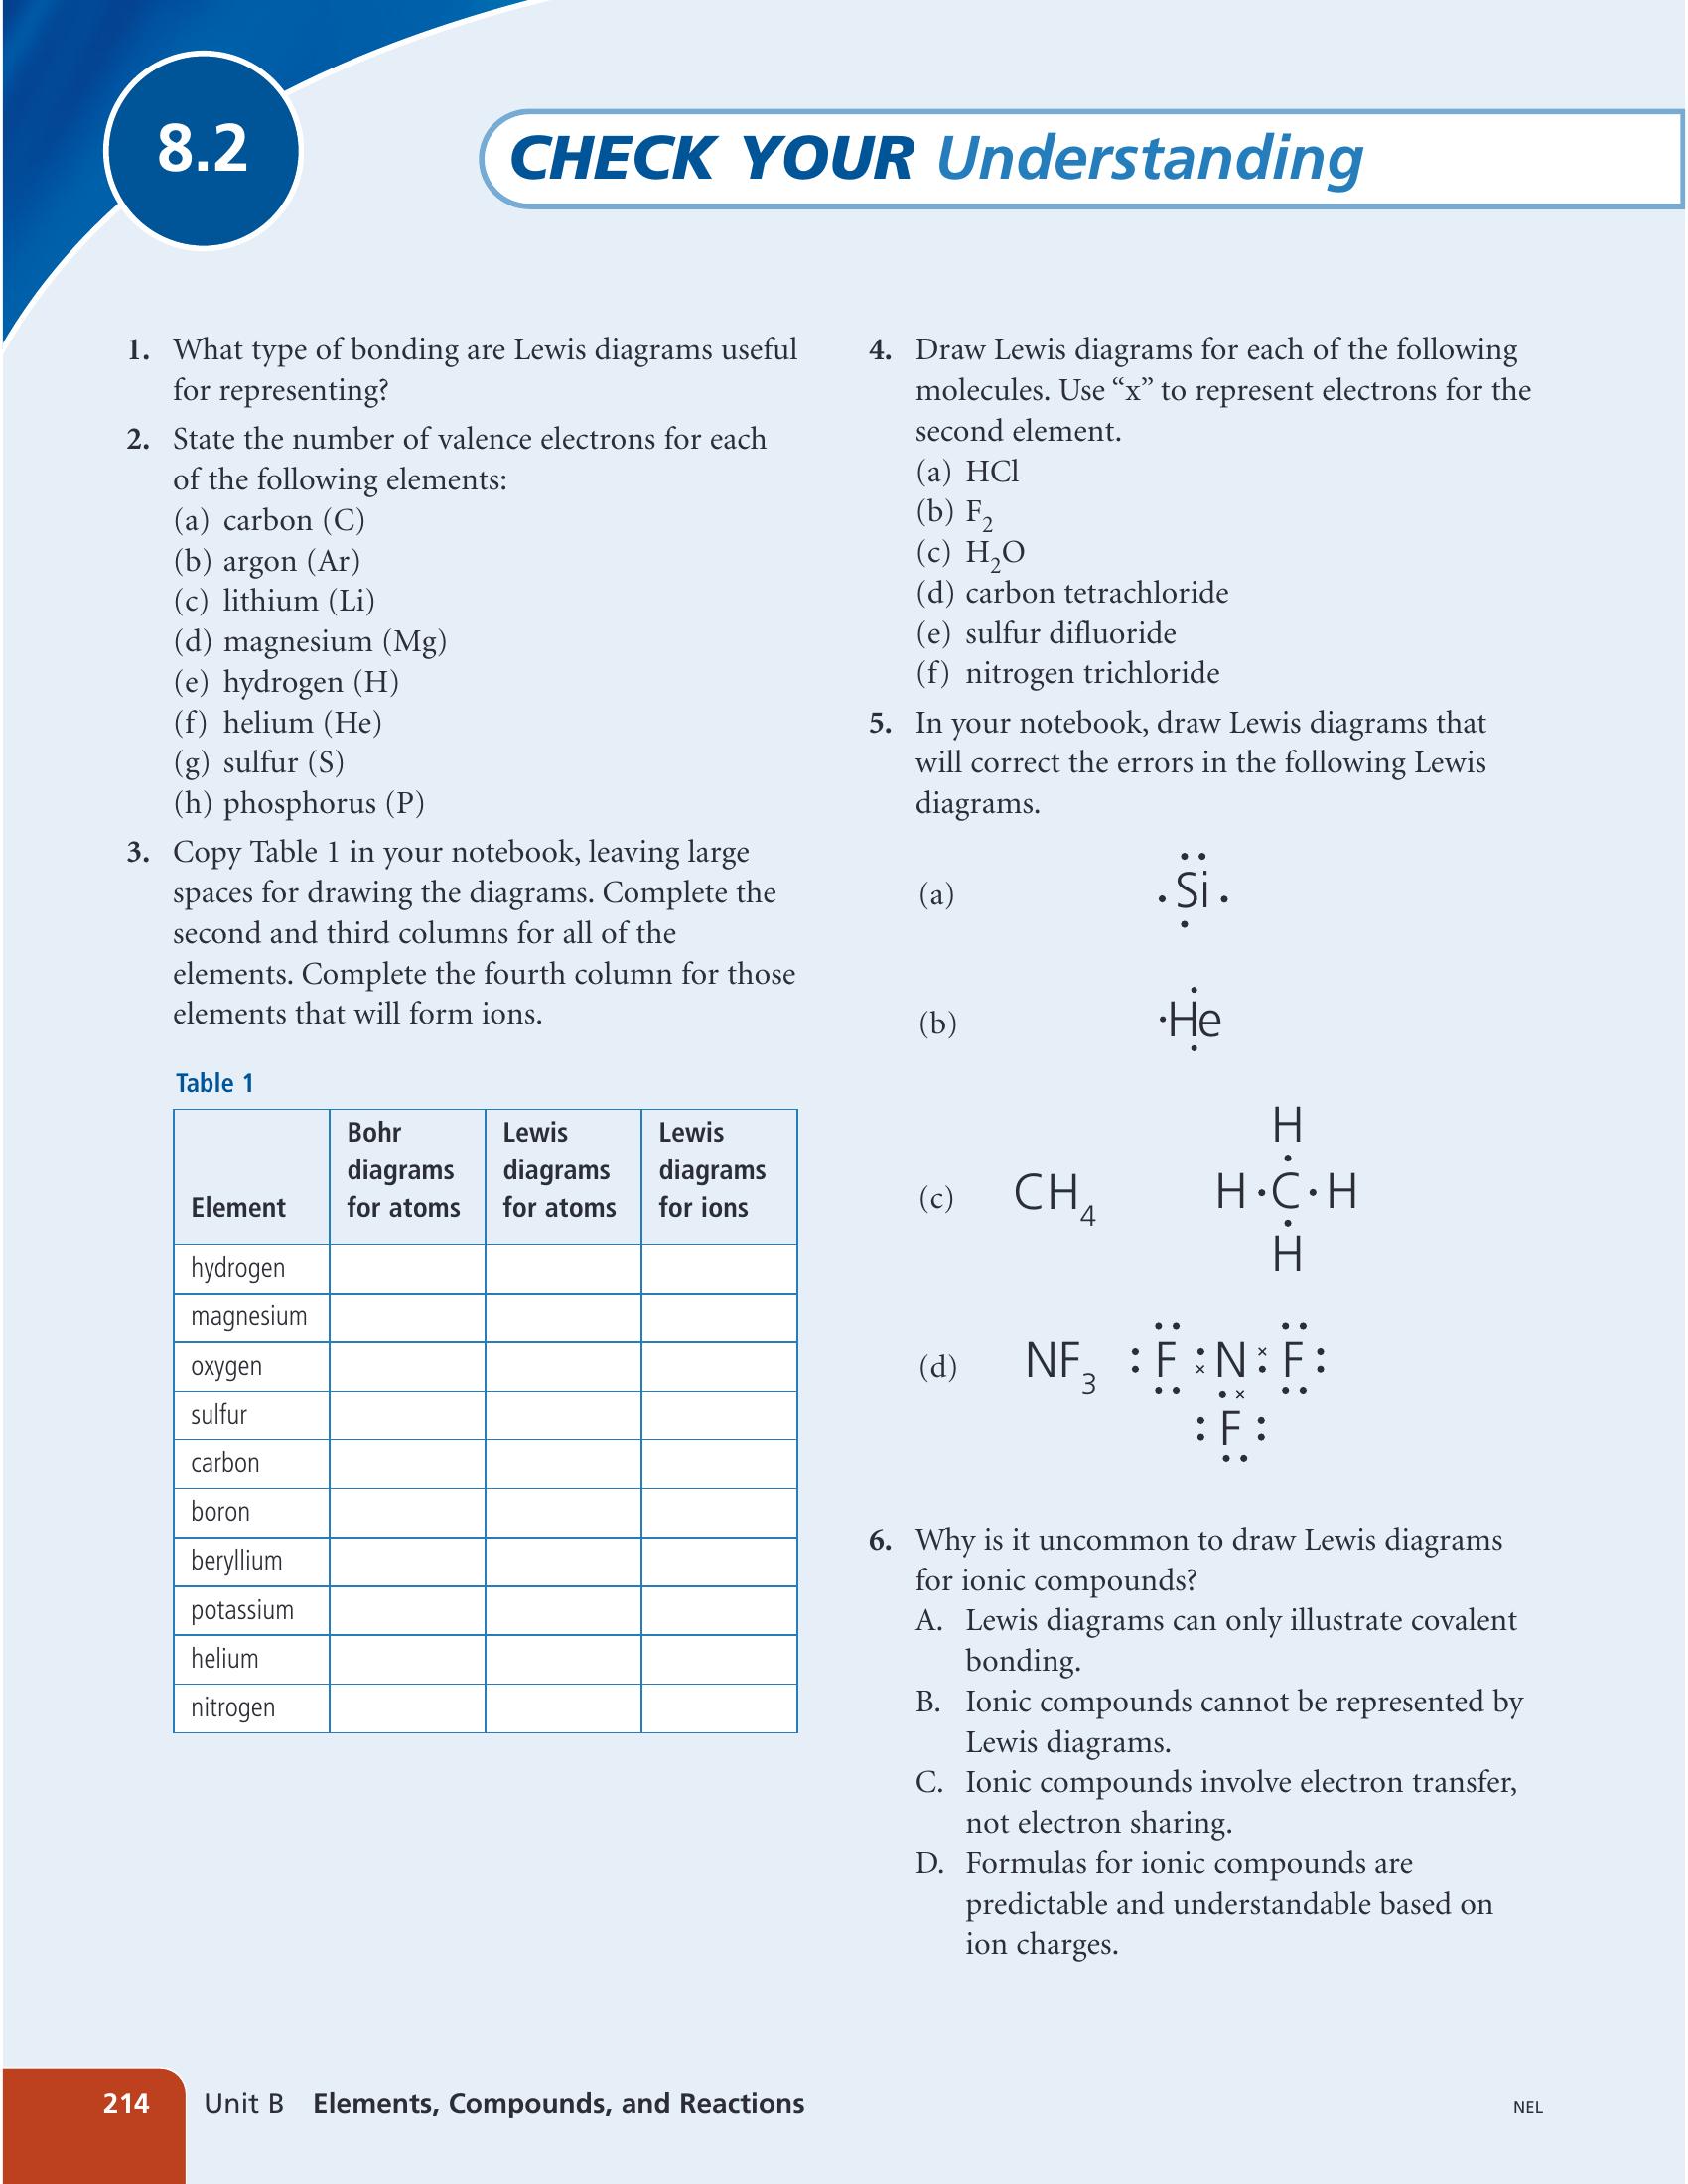 8.2
CHECK YOUR Understanding
1. What type of bonding are Lewis diagrams useful
for representing?
2. State the number of valence electrons for each
of the following elements:
(a) carbon (C)
(b) argon (Ar)
(c) lithium (Li)
(d) magnesium (Mg)
(e) hydrogen (H)
(f) helium (He)
(g) sulfur (S)
(h) phosphorus (P)
3. Copy Table 1 in your notebook, leaving large
spaces for drawing the diagrams. Complete the
second and third columns for all of the
elements. Complete the fourth column for those
elements that will form ions.
Table 1
Element
Bohr
diagrams
for atoms
Lewis
diagrams
for atoms
Lewis
diagrams
for ions
hydrogen
magnesium
oxygen
sulfur
carbon
boron
beryllium
potassium
helium
nitrogen
4. Draw Lewis diagrams for each of the following
molecules. Use “x” to represent electrons for the
second element.
(a) HCl
(b) F₂
(c) H₂O
(d) carbon tetrachloride
(e) sulfur difluoride
(f) nitrogen trichloride
5. In your notebook, draw Lewis diagrams that
will correct the errors in the following Lewis
diagrams.
(a) Si
(b) He
(c) CH₄
H
H C H
H
(d) NF₃ F N F
F
6. Why is it uncommon to draw Lewis diagrams
for ionic compounds?
A. Lewis diagrams can only illustrate covalent
bonding.
B. Ionic compounds cannot be represented by
Lewis diagrams.
C. Ionic compounds involve electron transfer,
not electron sharing.
D. Formulas for ionic compounds are
predictable and understandable based on
ion charges.
214 Unit B Elements, Compounds, and Reactions
NEL